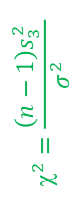 χ² = (n − 1)s₃² / σ²